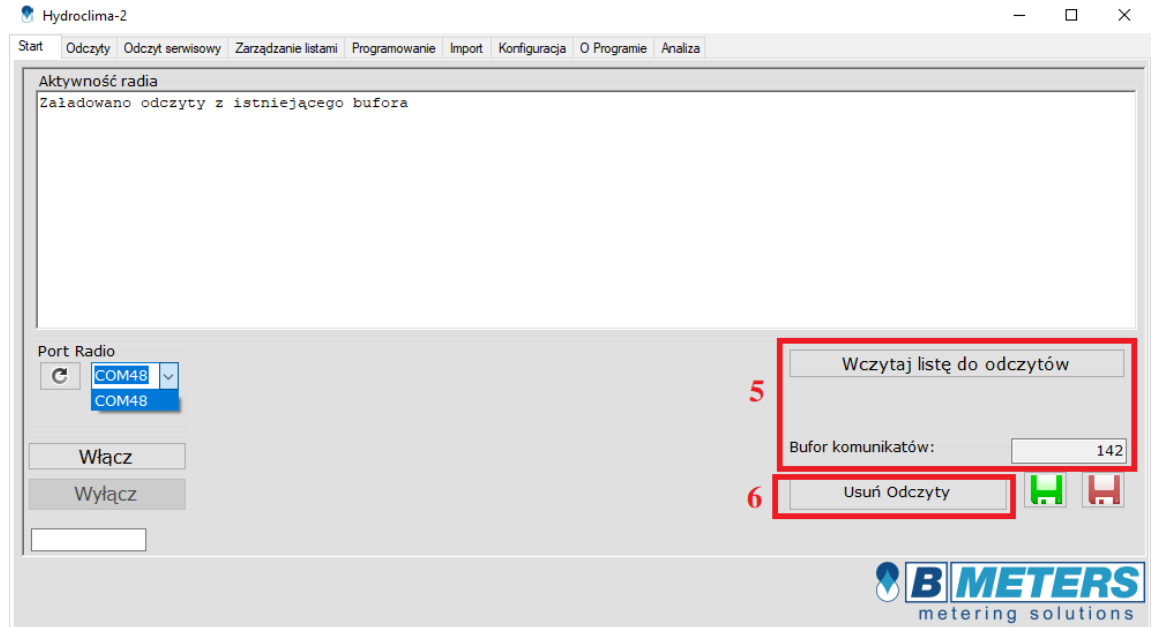 Hydroclima-2
Start Odczyty Odczyt serwisowy Zarządzanie listami Programowanie Import Konfiguracja O Programie Analiza
Aktywność radia
Załadowano odczyty z istniejącego bufora
Port Radio
COM48
COM48
Włącz
Wyłącz
5
Wczytaj listę do odczytów
Bufor komunikatów: 142
6
Usuń Odczyty
B METERS
metering solutions